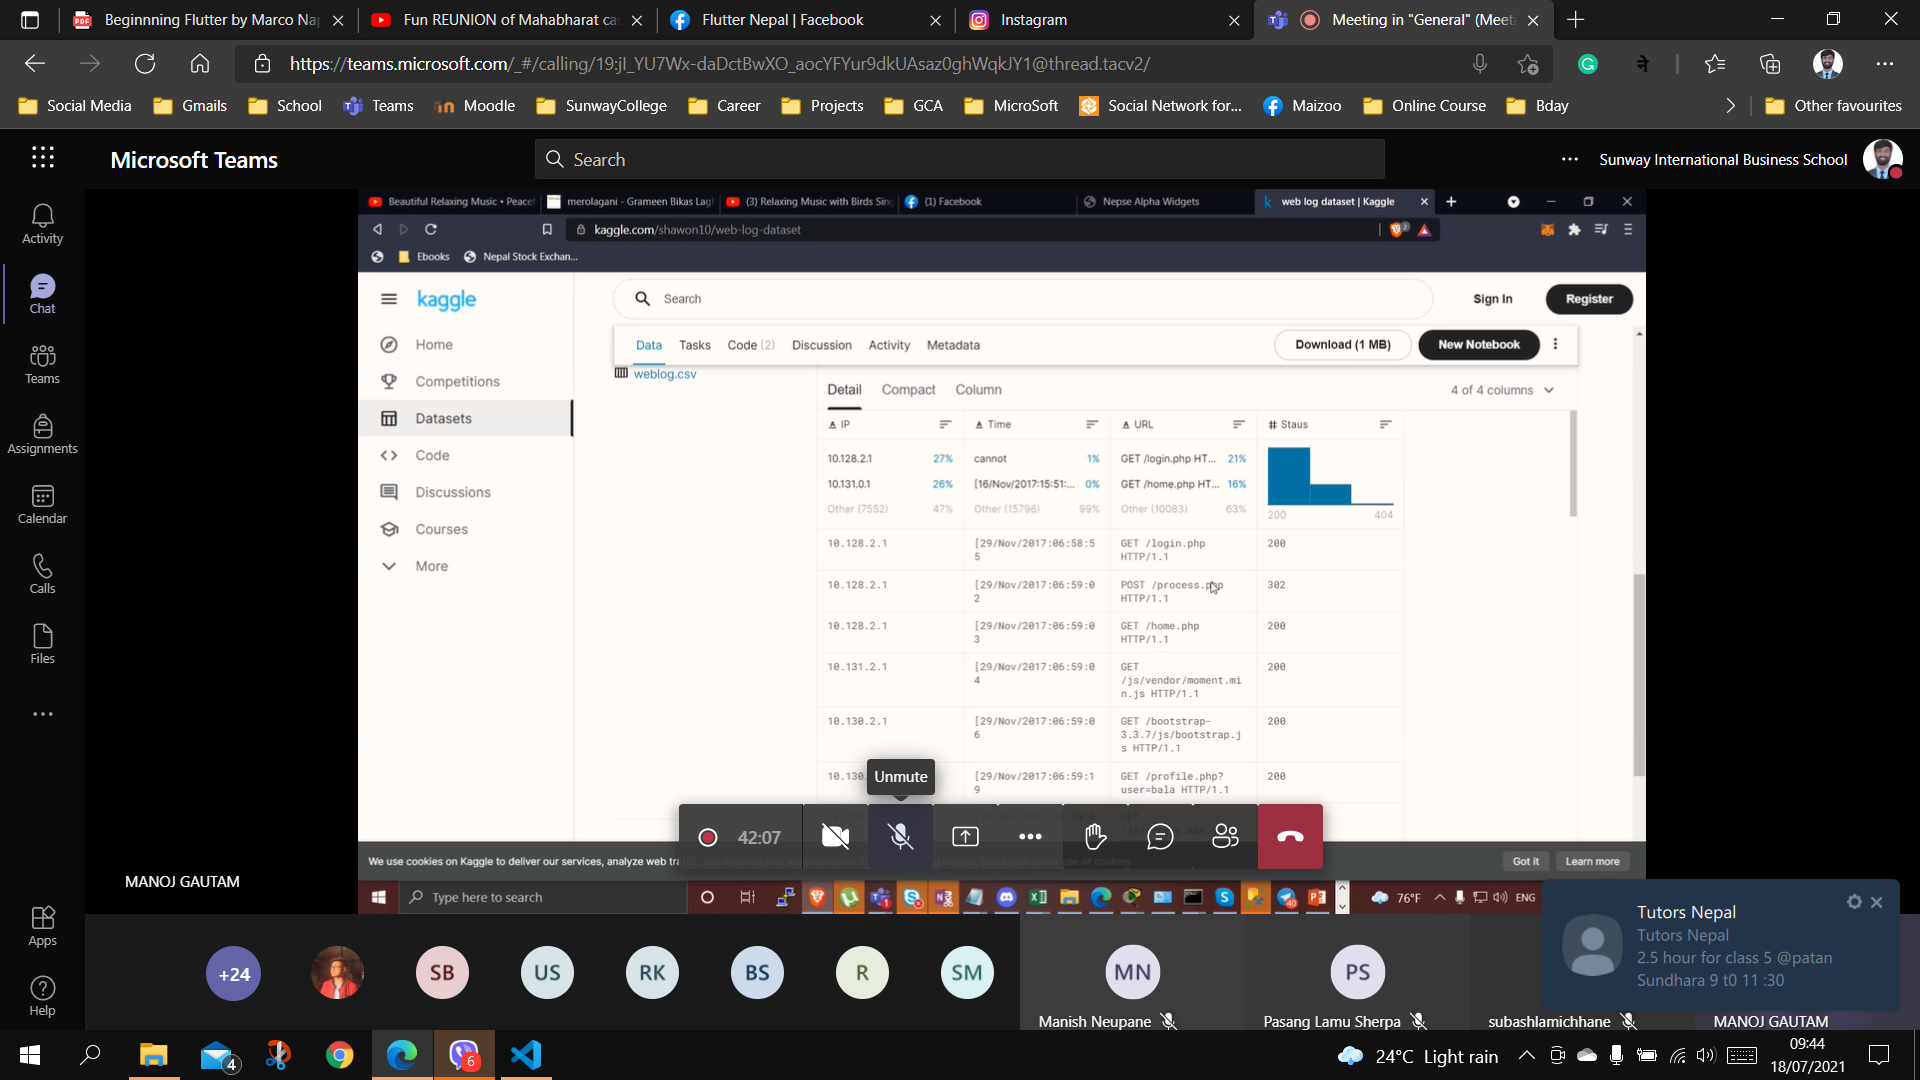 Beginnning Flutter by Marco Na
Fun REUNION of Mahabharat ca
Flutter Nepal | Facebook
Instagram
Meeting in "General" (Meeti
https://teams.microsoft.com/_#/calling/19:jI_YU7Wx-daDctBwXO_aocYFYur9dkUAsaz0ghWqkJY1@thread.tacv2/
Social Media
Gmails
School
Teams
Moodle
SunwayCollege
Career
Projects
GCA
MicroSoft
Social Network for...
Maizoo
Online Course
Bday
Other favourites
Microsoft Teams
Search
Sunway International Business School
Activity
Chat
Teams
Assignments
Calendar
Calls
Files
Apps
Help
Beautiful Relaxing Music • Peacef
merolagani - Grameen Bikas Lagh
(3) Relaxing Music with Birds Sing
(1) Facebook
Nepse Alpha Widgets
web log dataset | Kaggle
kaggle.com/shawon10/web-log-dataset
Ebooks
Nepal Stock Exchan...
kaggle
Search
Sign In
Register
Home
Competitions
Datasets
Code
Discussions
Courses
More
Data
Tasks
Code (2)
Discussion
Activity
Metadata
Download (1 MB)
New Notebook
weblog.csv
Detail
Compact
Column
4 of 4 columns
IP
Time
URL
# Staus
10.128.2.1 27%
cannot 1%
GET /login.php HT... 21%
10.131.0.1 26%
[16/Nov/2017:15:51:... 0%
GET /home.php HT... 16%
Other (7552) 47%
Other (15796) 99%
Other (10083) 63%
200 404
10.128.2.1
[29/Nov/2017:06:58:5
5
GET /login.php
HTTP/1.1
200
10.128.2.1
[29/Nov/2017:06:59:0
2
POST /process.php
HTTP/1.1
302
10.128.2.1
[29/Nov/2017:06:59:0
3
GET /home.php
HTTP/1.1
200
10.131.2.1
[29/Nov/2017:06:59:0
4
GET
/js/vendor/moment.mi
n.js HTTP/1.1
200
10.130.2.1
[29/Nov/2017:06:59:0
6
GET /bootstrap-
3.3.7/js/bootstrap.j
s HTTP/1.1
200
10.130.
[29/Nov/2017:06:59:1
9
GET /profile.php?
user=bala HTTP/1.1
200
Unmute
42:07
We use cookies on Kaggle to deliver our services, analyze web tra
Got it
Learn more
MANOJ GAUTAM
Type here to search
76°F
ENG
Tutors Nepal
Tutors Nepal
2.5 hour for class 5 @patan
Sundhara 9 t0 11 :30
+24
SB
US
RK
BS
R
SM
MN
PS
Manish Neupane
Pasang Lamu Sherpa
subashlamichhane
MANOJ GAUTAM
4
6
24°C Light rain
09:44
18/07/2021